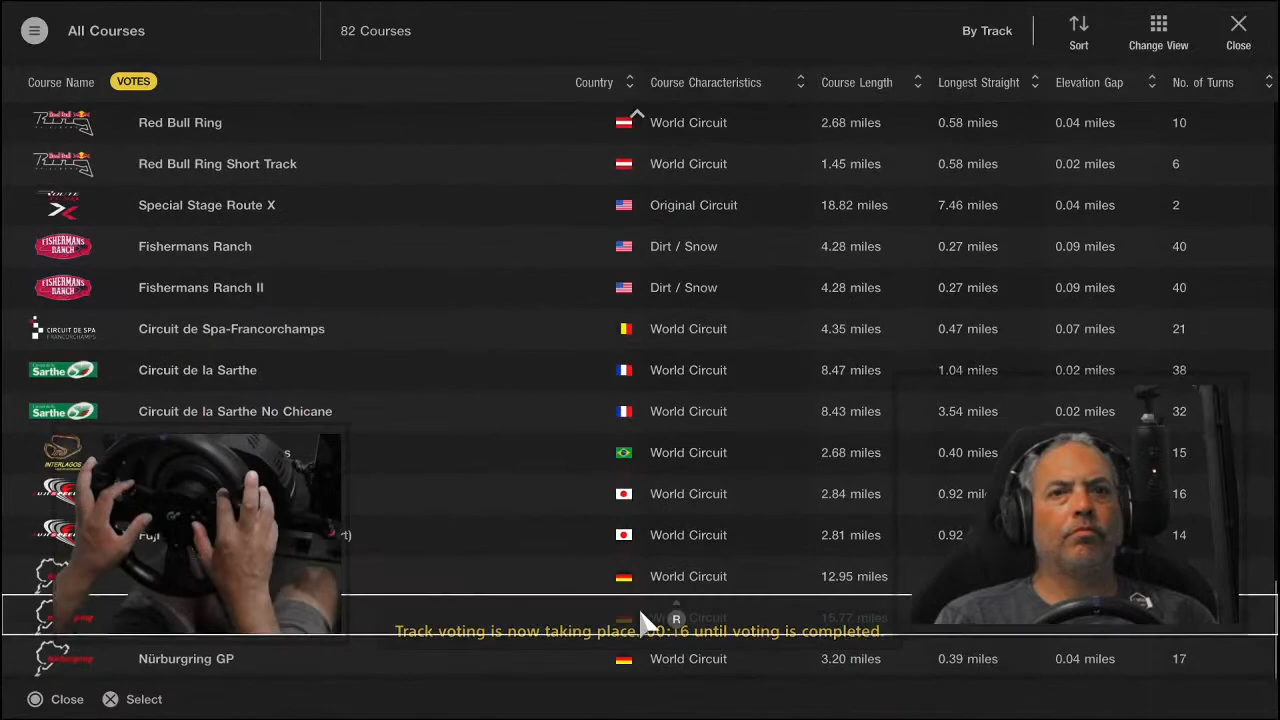 All Courses
82 Courses
By Track
Sort
Change View
Close
Course Name VOTES Country Course Characteristics Course Length Longest Straight Elevation Gap No. of Turns
Red Bull Ring World Circuit 2.68 miles 0.58 miles 0.04 miles 10
Red Bull Ring Short Track World Circuit 1.45 miles 0.58 miles 0.02 miles 6
Special Stage Route X Original Circuit 18.82 miles 7.46 miles 0.04 miles 2
FISHERMANS RANCH Fishermans Ranch Dirt / Snow 4.28 miles 0.27 miles 0.09 miles 40
FISHERMANS RANCH Fishermans Ranch II Dirt / Snow 4.28 miles 0.27 miles 0.09 miles 40
CIRCUIT DE SPA FRANCORCHAMPS Circuit de Spa-Francorchamps World Circuit 4.35 miles 0.47 miles 0.07 miles 21
Sarthe Circuit de la Sarthe World Circuit 8.47 miles 1.04 miles 0.02 miles 38
Sarthe Circuit de la Sarthe No Chicane World Circuit 8.43 miles 3.54 miles 0.02 miles 32
INTERLAGOS World Circuit 2.68 miles 0.40 miles 15
World Circuit 2.84 miles 0.92 16
World Circuit 2.81 miles 0.92 14
World Circuit 12.95 miles
15.77 miles
R
Track voting is now taking place. 00:16 until voting is completed.
Nürburgring GP World Circuit 3.20 miles 0.39 miles 0.04 miles 17
Close
Select